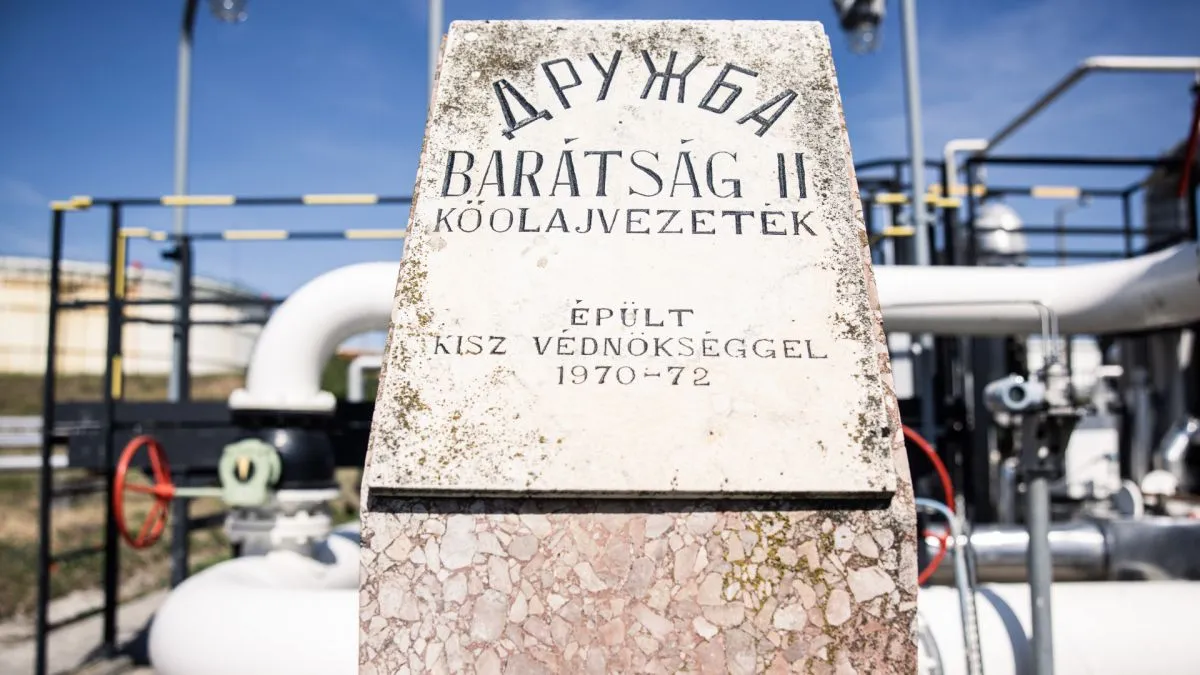 ДРУЖБА
BARÁTSÁG II
KŐOLAJVEZETÉK
ÉPÜLT
KISZ VÉDNÖKSÉGGEL
1970-72